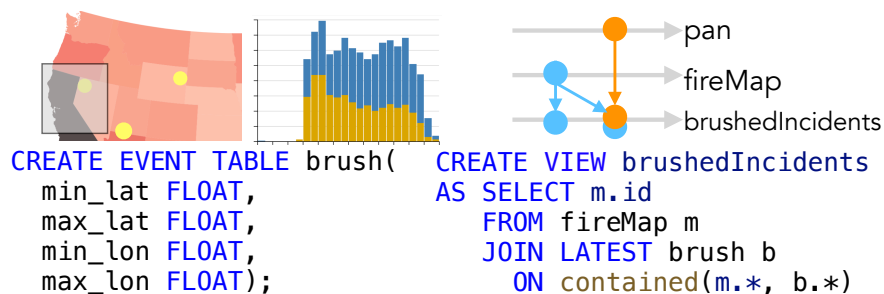 pan
fireMap
brushedIncidents
CREATE EVENT TABLE brush(
  min_lat FLOAT,
  max_lat FLOAT,
  min_lon FLOAT,
  max_lon FLOAT);
CREATE VIEW brushedIncidents
AS SELECT m.id
   FROM fireMap m
   JOIN LATEST brush b
     ON contained(m.*, b.*)